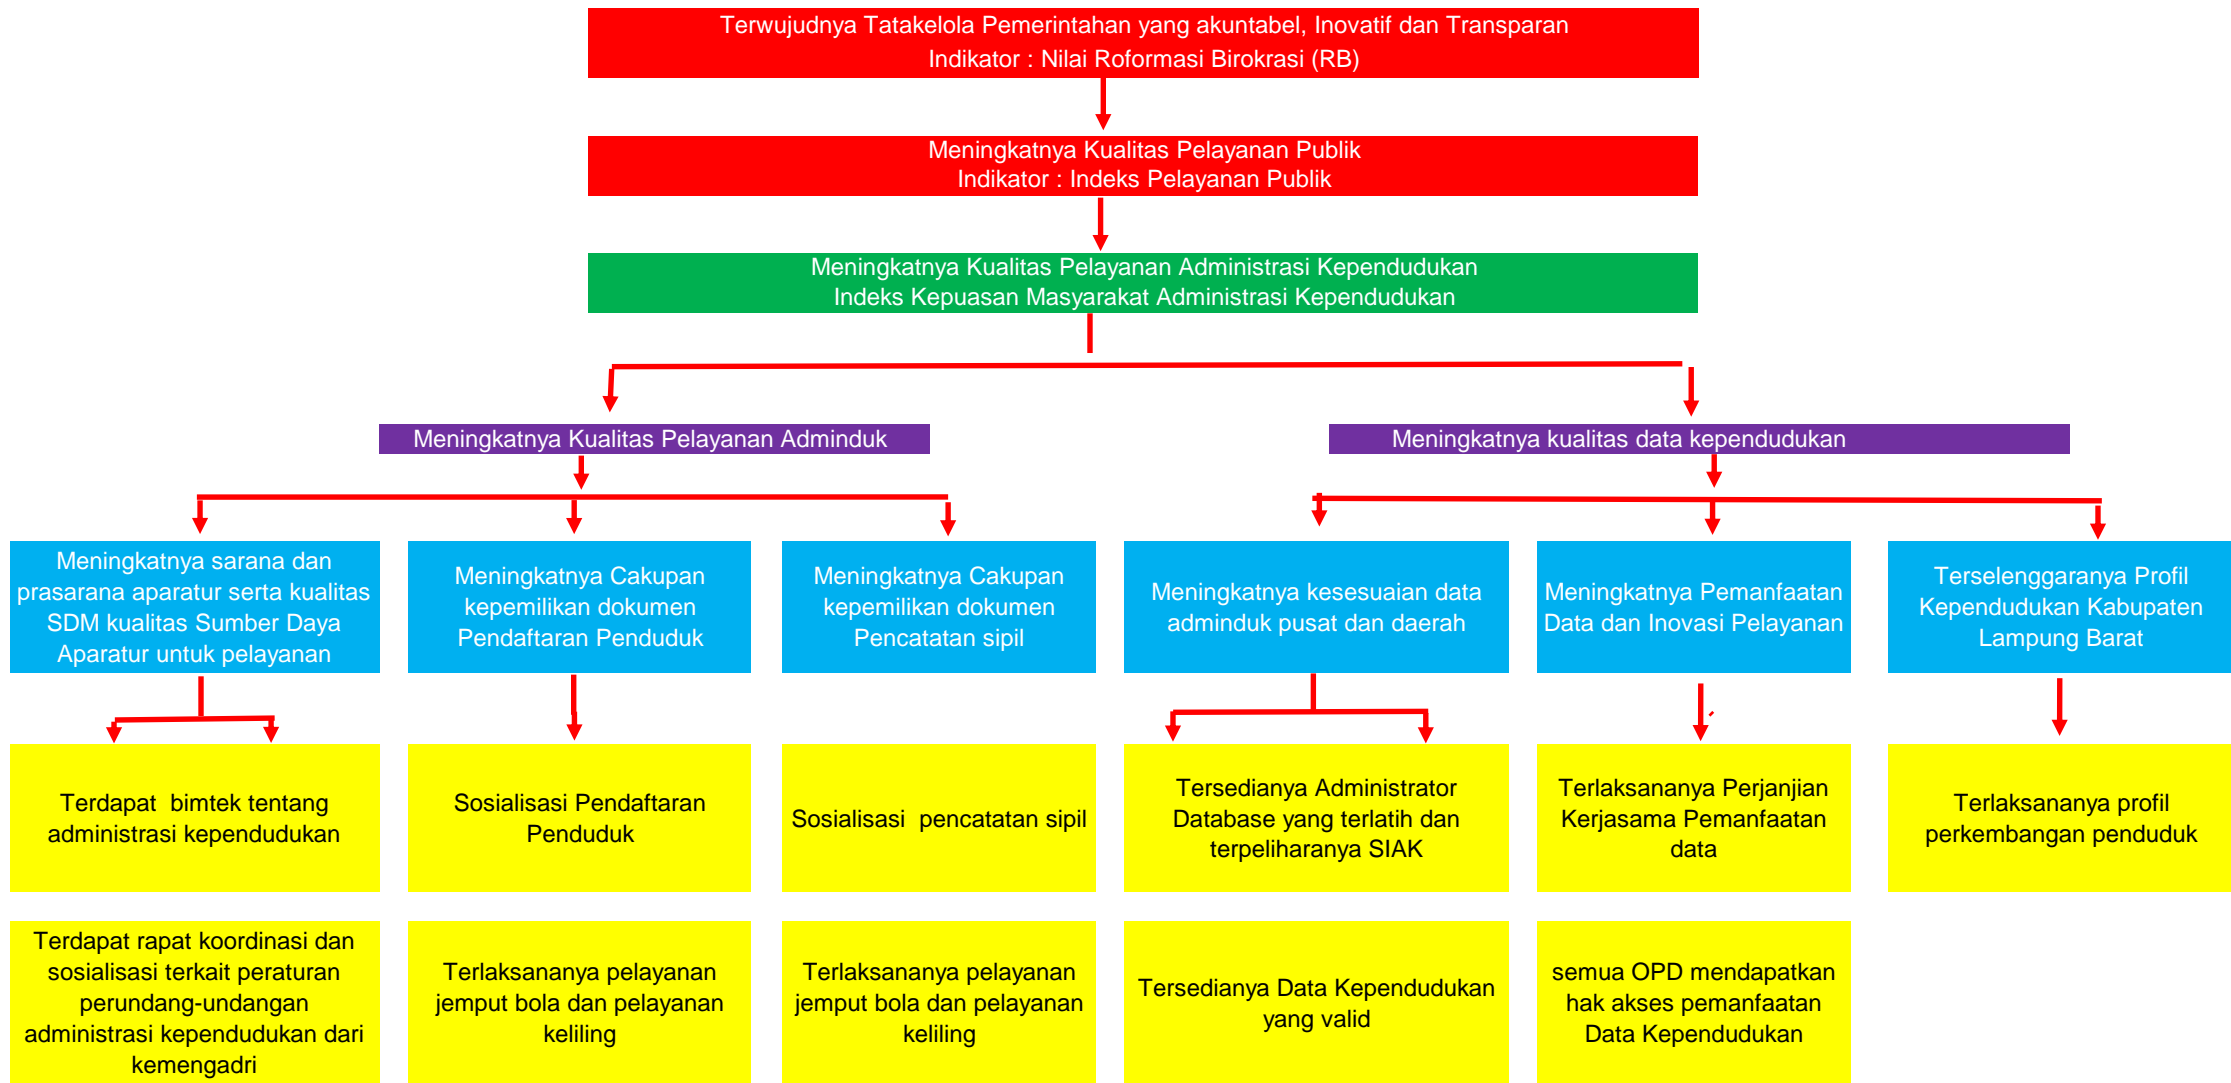 Terwujudnya Tatakelola Pemerintahan yang akuntabel, Inovatif dan Transparan
Indikator : Nilai Roformasi Birokrasi (RB)
Meningkatnya Kualitas Pelayanan Publik
Indikator : Indeks Pelayanan Publik
Meningkatnya Kualitas Pelayanan Administrasi Kependudukan
Indeks Kepuasan Masyarakat Administrasi Kependudukan
Meningkatnya Kualitas Pelayanan Adminduk
Meningkatnya kualitas data kependudukan
Meningkatnya sarana dan
prasarana aparatur serta kualitas
SDM kualitas Sumber Daya
Aparatur untuk pelayanan
Meningkatnya Cakupan
kepemilikan dokumen
Pendaftaran Penduduk
Meningkatnya Cakupan
kepemilikan dokumen
Pencatatan sipil
Meningkatnya kesesuaian data
adminduk pusat dan daerah
Meningkatnya Pemanfaatan
Data dan Inovasi Pelayanan
Terselenggaranya Profil
Kependudukan Kabupaten
Lampung Barat
Terdapat  bimtek tentang
administrasi kependudukan
Sosialisasi Pendaftaran
Penduduk
Sosialisasi  pencatatan sipil
Tersedianya Administrator
Database yang terlatih dan
terpeliharanya SIAK
Terlaksananya Perjanjian
Kerjasama Pemanfaatan
data
Terlaksananya profil
perkembangan penduduk
Terdapat rapat koordinasi dan
sosialisasi terkait peraturan
perundang-undangan
administrasi kependudukan dari
kemengadri
Terlaksananya pelayanan
jemput bola dan pelayanan
keliling
Terlaksananya pelayanan
jemput bola dan pelayanan
keliling
Tersedianya Data Kependudukan
yang valid
semua OPD mendapatkan
hak akses pemanfaatan
Data Kependudukan